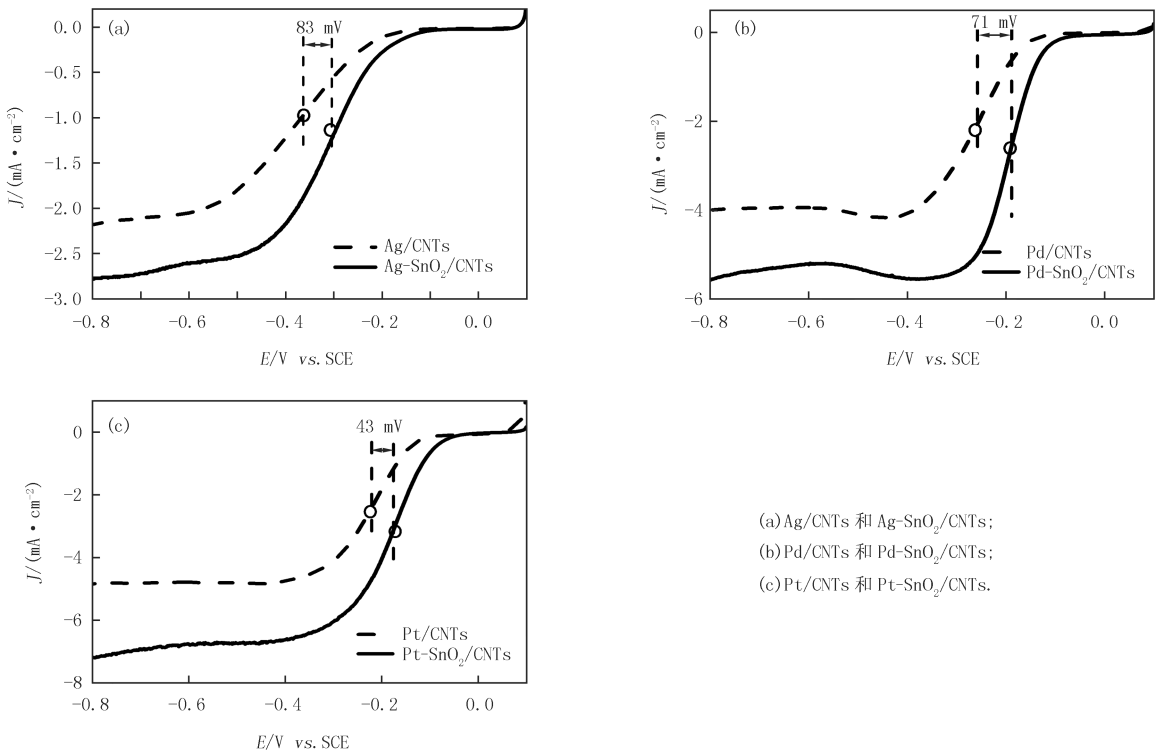 (a)
83 mV
0.0
-0.5
-1.0
-1.5
-2.0
-2.5
-3.0
J/(mA·cm⁻²)
Ag/CNTs
Ag-SnO₂/CNTs
-0.8 -0.6 -0.4 -0.2 0.0
E/V vs.SCE
(b)
71 mV
0
-2
-4
-6
J/(mA·cm⁻²)
Pd/CNTs
Pd-SnO₂/CNTs
-0.8 -0.6 -0.4 -0.2 0.0
E/V vs.SCE
(c)
43 mV
0
-2
-4
-6
-8
J/(mA·cm⁻²)
Pt/CNTs
Pt-SnO₂/CNTs
-0.8 -0.6 -0.4 -0.2 0.0
E/V vs.SCE
(a)Ag/CNTs 和 Ag-SnO₂/CNTs;
(b)Pd/CNTs 和 Pd-SnO₂/CNTs;
(c)Pt/CNTs 和 Pt-SnO₂/CNTs.